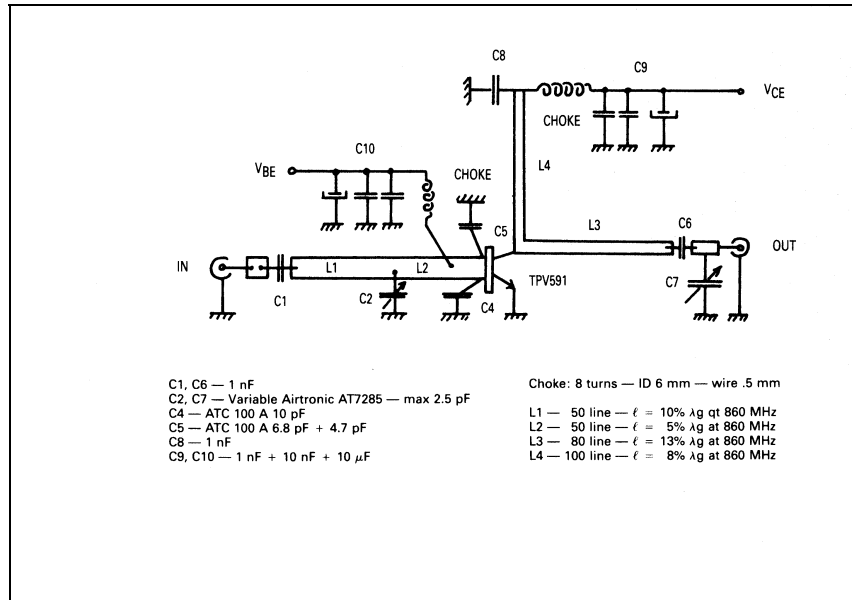 C8
C9
VCE
CHOKE
C10
VBE
CHOKE
L4
C5
L3
C6
OUT
IN
L1
L2
TPV591
C1
C2
C4
C7
C1, C6 — 1 nF
C2, C7 — Variable Airtronic AT7285 — max 2.5 pF
C4 — ATC 100 A 10 pF
C5 — ATC 100 A 6.8 pF + 4.7 pF
C8 — 1 nF
C9, C10 — 1 nF + 10 nF + 10 μF
Choke: 8 turns — ID 6 mm — wire .5 mm
L1 — 50 line — ℓ = 10% λg qt 860 MHz
L2 — 50 line — ℓ = 5% λg at 860 MHz
L3 — 80 line — ℓ = 13% λg at 860 MHz
L4 — 100 line — ℓ = 8% λg at 860 MHz